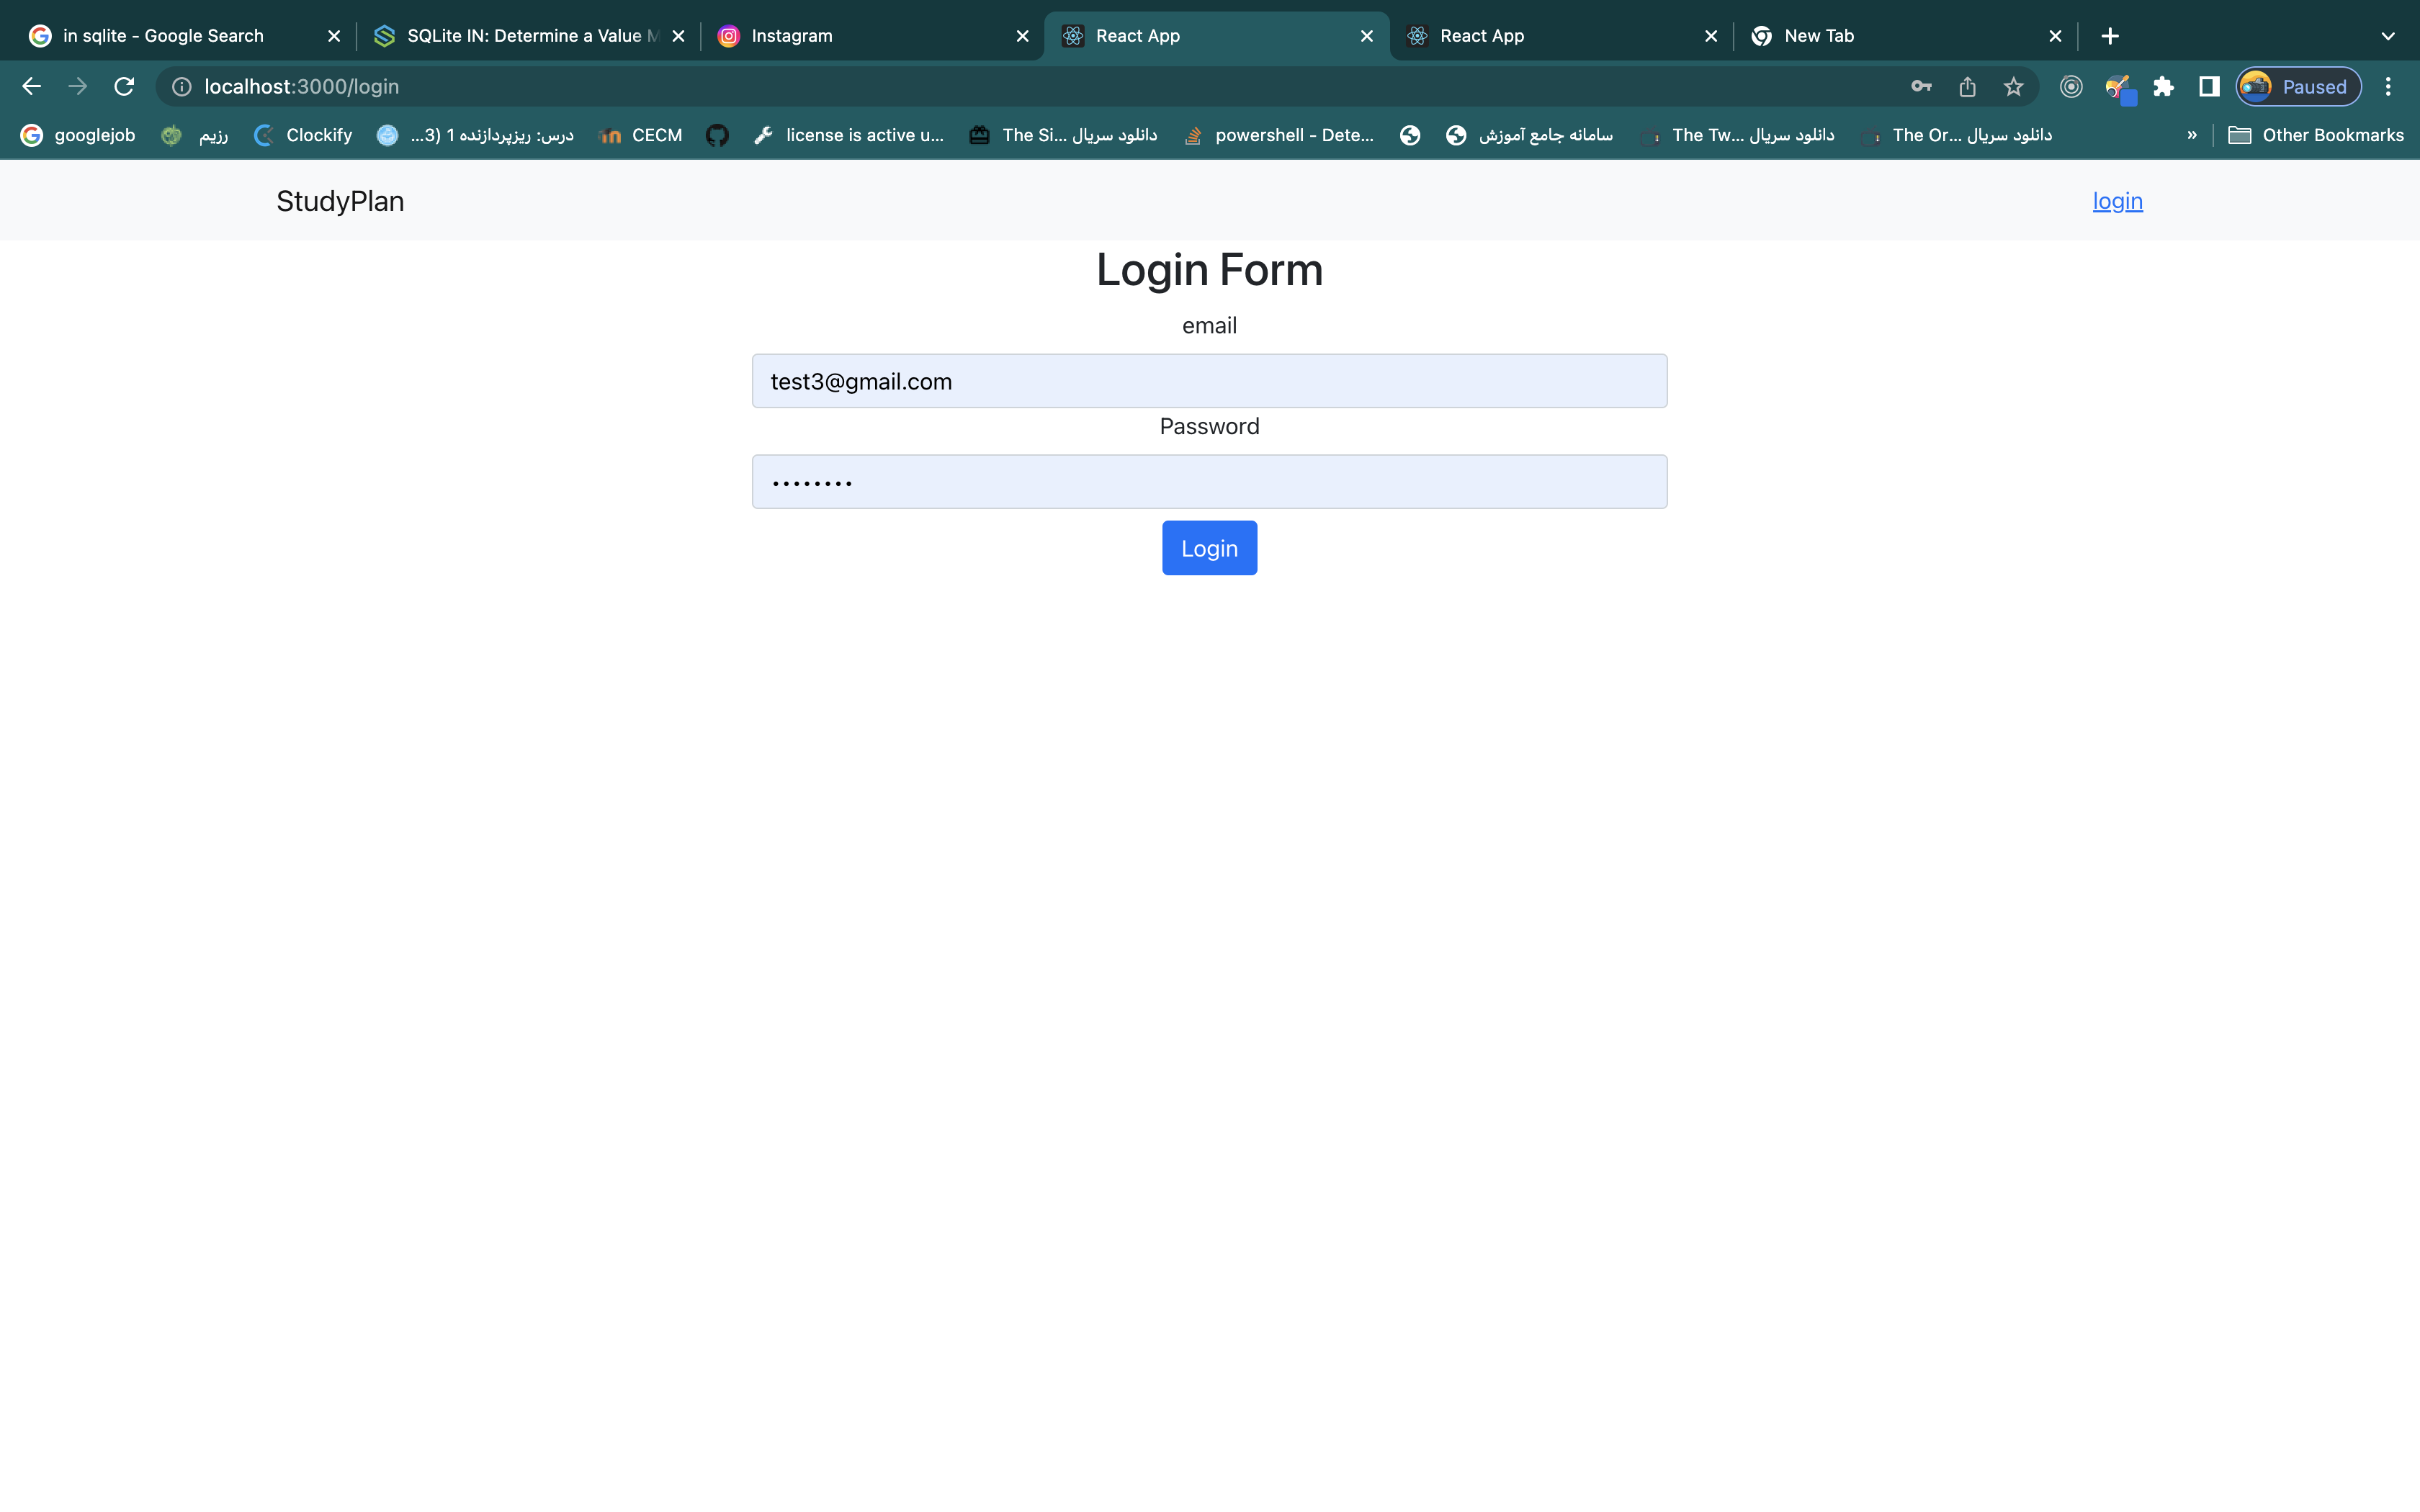 in sqlite - Google Search
SQLite IN: Determine a Value M
Instagram
React App
React App
New Tab
localhost:3000/login
Paused
googlejob
رژیم
Clockify
درس: ریزپردازنده 1 (3...
CECM
license is active u...
The Si... دانلود سریال
powershell - Dete...
سامانه جامع آموزش
The Tw... دانلود سریال
The Or... دانلود سریال
»
Other Bookmarks
StudyPlan
login
Login Form
email
test3@gmail.com
Password
Login